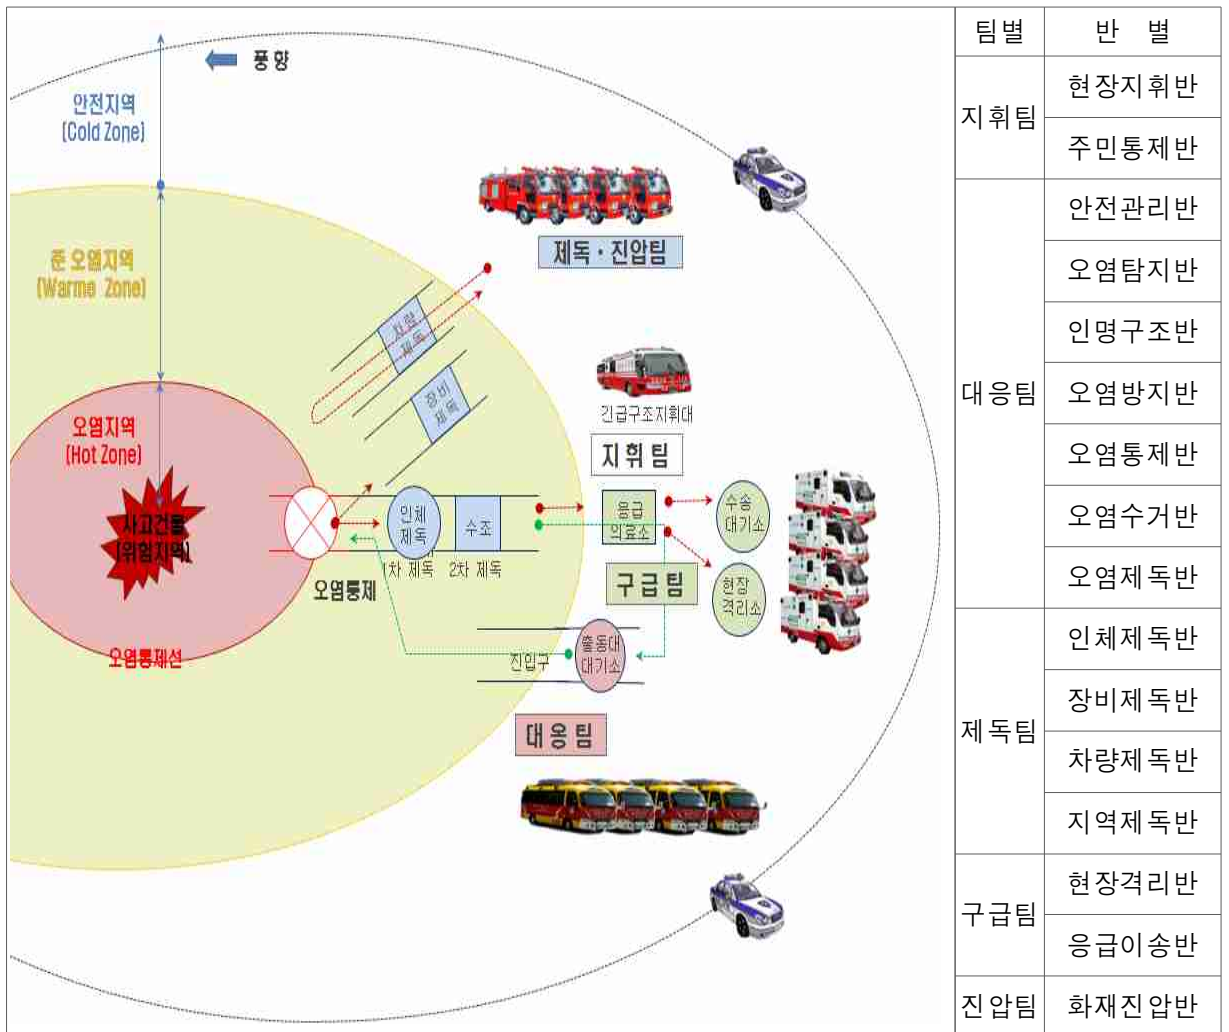 풍향
안전지역
(Cold Zone)
준 오염지역
(Warme Zone)
오염지역
(Hot Zone)
사고건물
(위험지역)
오염통제선
제독·진압팀
차량
제독
장비
제독
긴급구조지휘대
지휘팀
인체
제독
수조
1차 제독
2차 제독
오염통제
응급
의료소
수송
대기소
구급팀
현장
격리소
진입구
출동대
대기소
대응팀
팀별 반 별
지휘팀
현장지휘반
주민통제반
대응팀
안전관리반
오염탐지반
인명구조반
오염방지반
오염통제반
오염수거반
오염제독반
제독팀
인체제독반
장비제독반
차량제독반
지역제독반
구급팀
현장격리반
응급이송반
진압팀
화재진압반